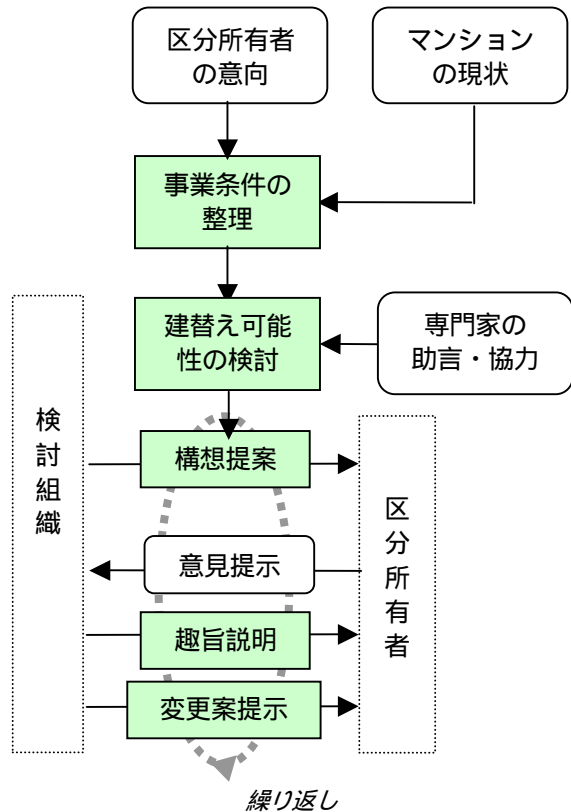 区分所有者
の意向
マンション
の現状
事業条件の
整理
建替え可能
性の検討
専門家の
助言・協力
検討組織
構想提案
区分所有者
意見提示
趣旨説明
変更案提示
繰り返し